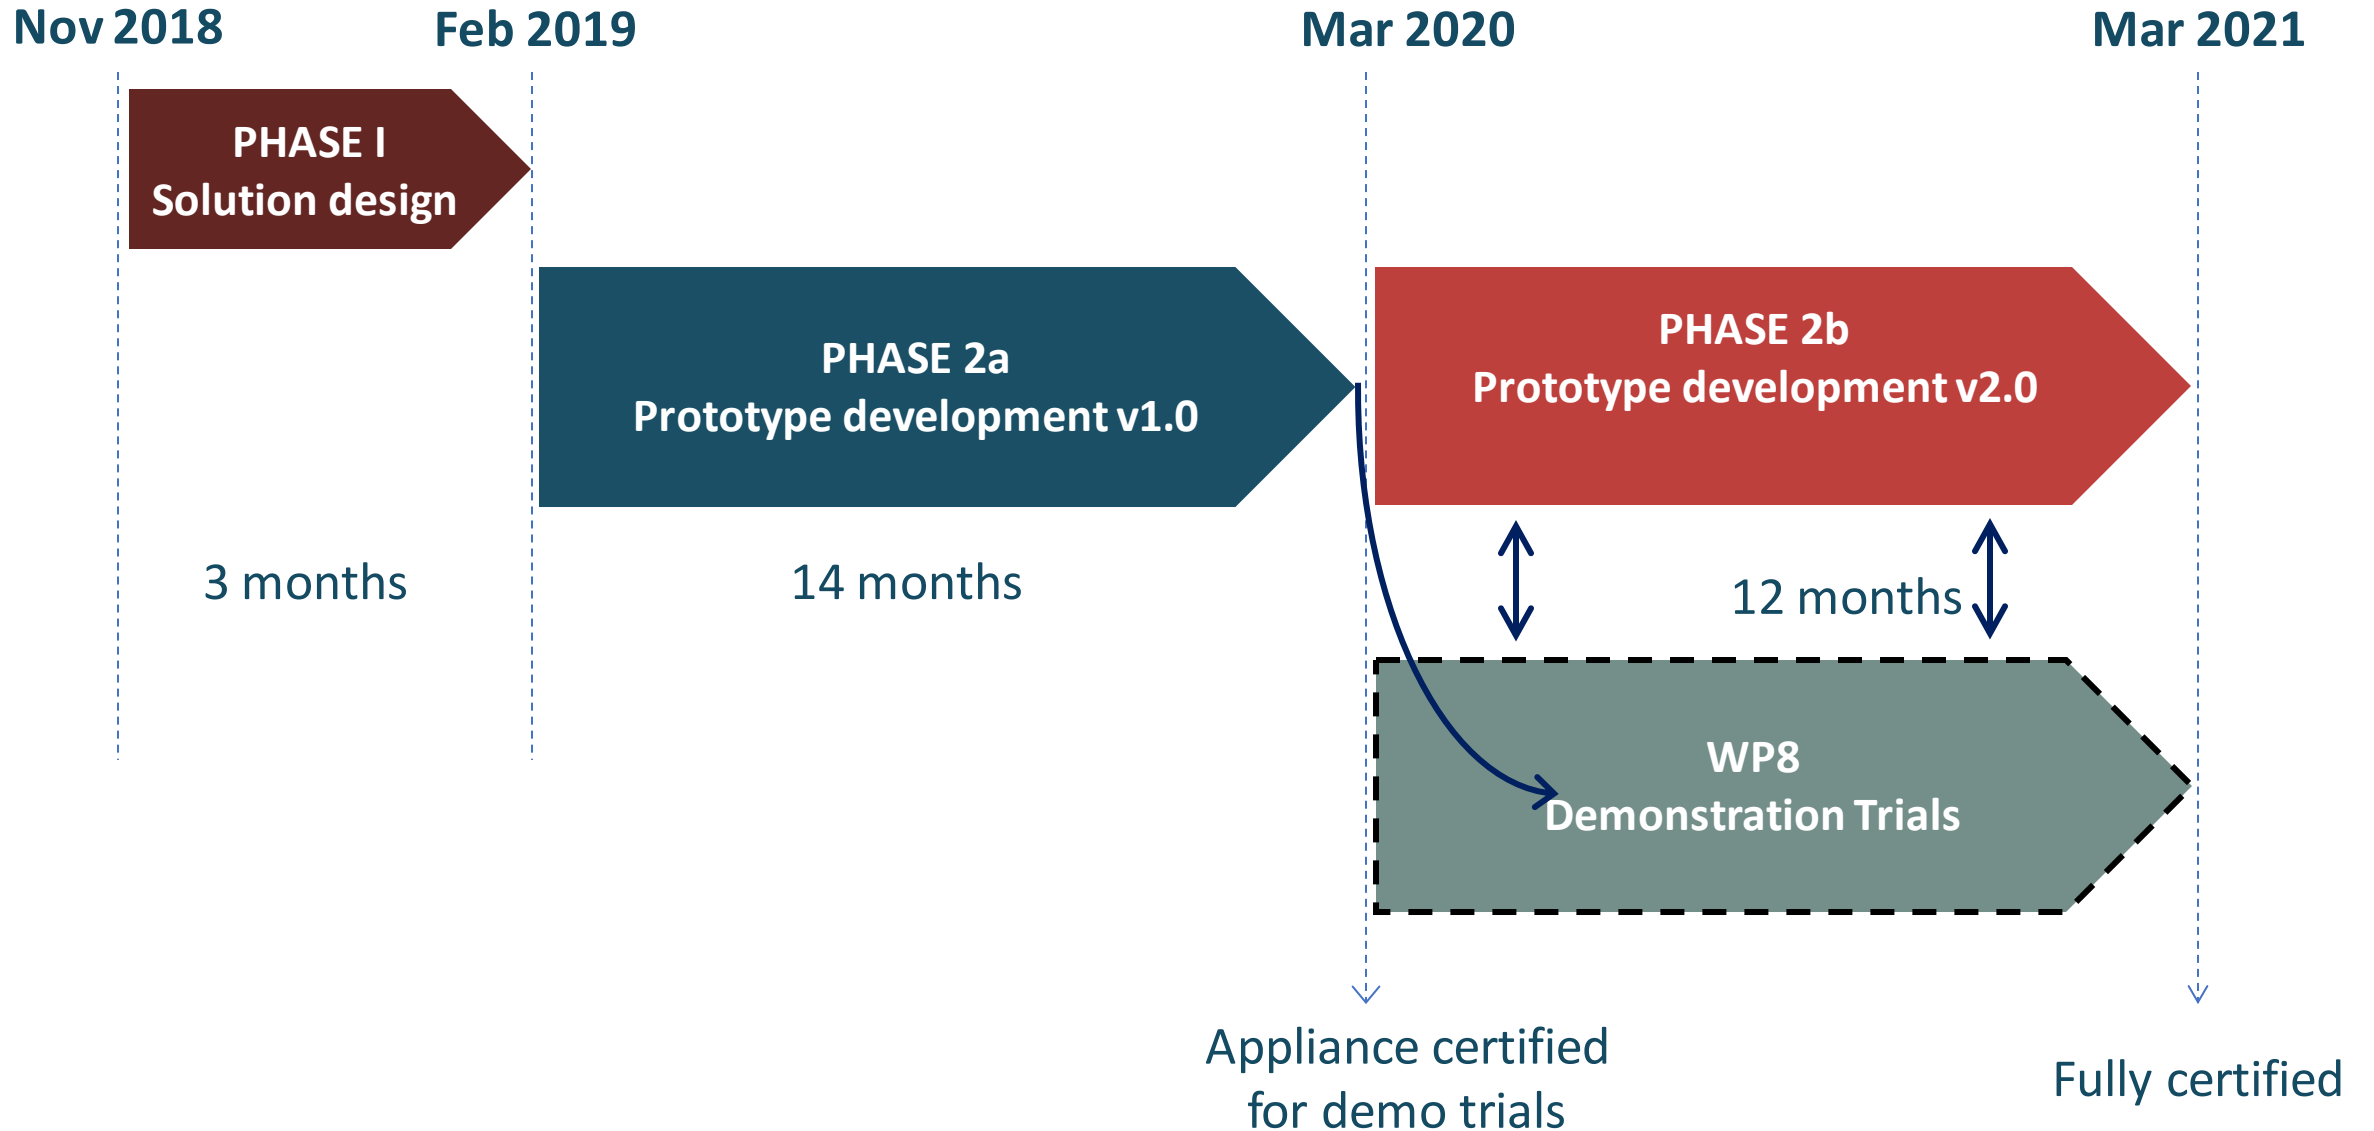 Nov 2018
Feb 2019
Mar 2020
Mar 2021
PHASE I
Solution design
PHASE 2a
Prototype development v1.0
PHASE 2b
Prototype development v2.0
3 months
14 months
12 months
WP8
Demonstration Trials
Appliance certified
for demo trials
Fully certified